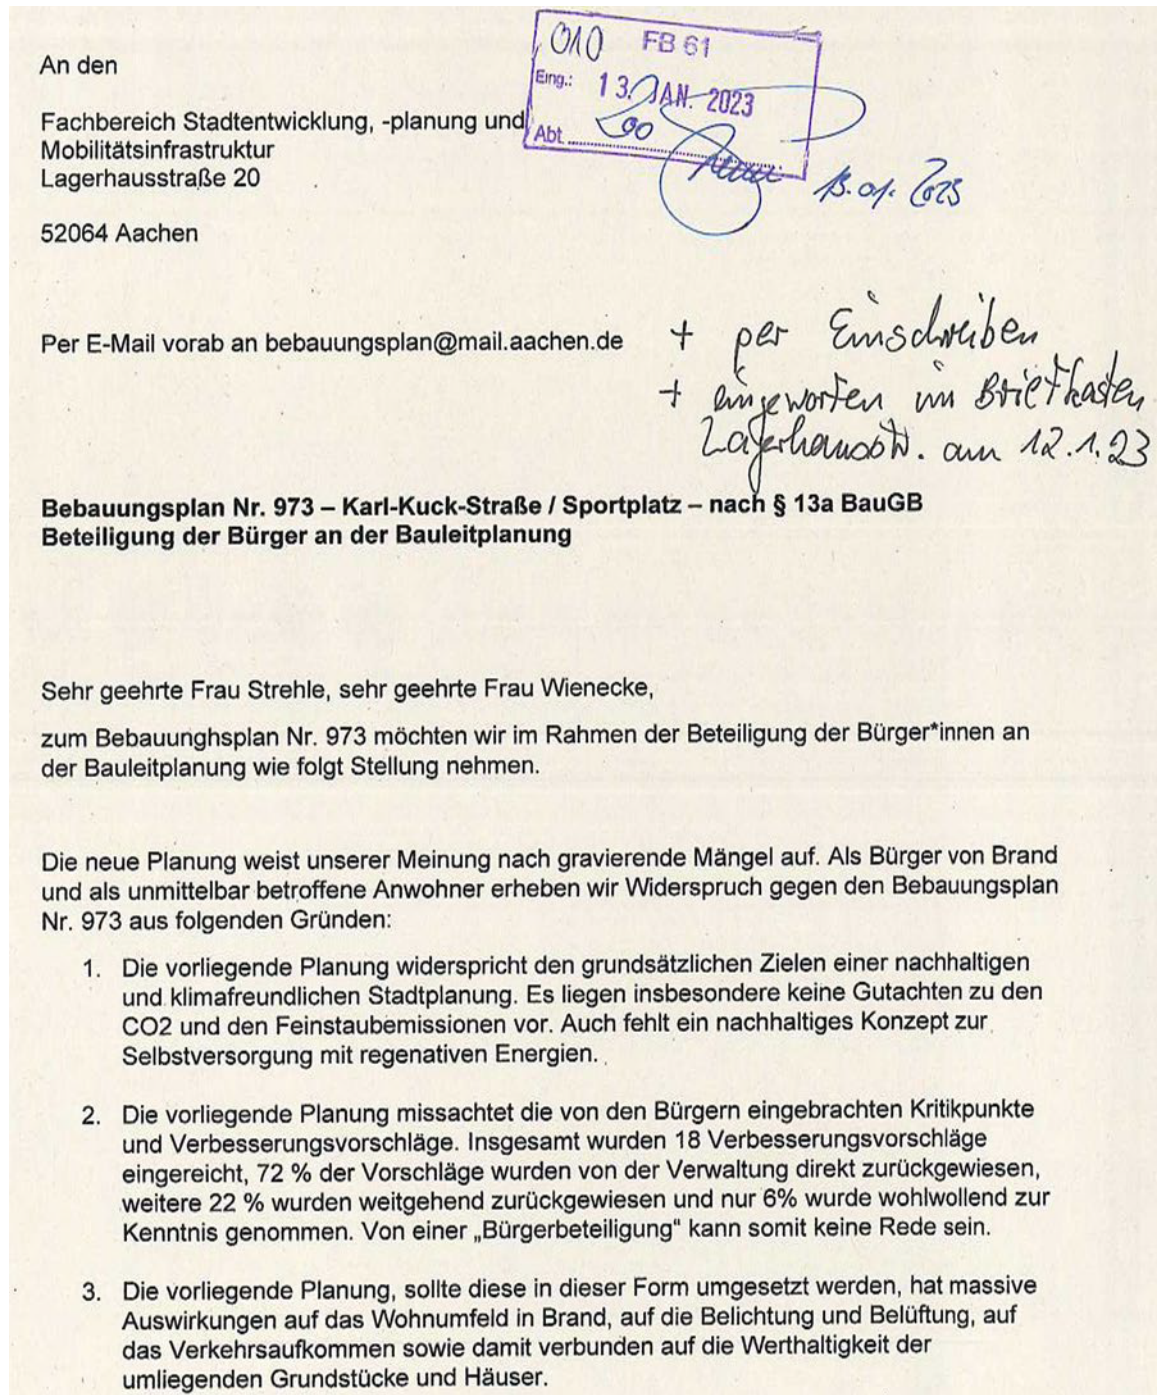 010 FB 61
Eing.: 13. JAN. 2023
Abt. 200
13.01.2023
An den
Fachbereich Stadtentwicklung, -planung und
Mobilitätsinfrastruktur
Lagerhausstraße 20
52064 Aachen
Per E-Mail vorab an bebauungsplan@mail.aachen.de
+ per Einschreiben
+ eingeworfen im Briefkasten
Lagerhausstr. am 12.1.23
Bebauungsplan Nr. 973 – Karl-Kuck-Straße / Sportplatz – nach § 13a BauGB
Beteiligung der Bürger an der Bauleitplanung
Sehr geehrte Frau Strehle, sehr geehrte Frau Wienecke,
zum Bebauunghsplan Nr. 973 möchten wir im Rahmen der Beteiligung der Bürger*innen an
der Bauleitplanung wie folgt Stellung nehmen.
Die neue Planung weist unserer Meinung nach gravierende Mängel auf. Als Bürger von Brand
und als unmittelbar betroffene Anwohner erheben wir Widerspruch gegen den Bebauungsplan
Nr. 973 aus folgenden Gründen:
1. Die vorliegende Planung widerspricht den grundsätzlichen Zielen einer nachhaltigen
und klimafreundlichen Stadtplanung. Es liegen insbesondere keine Gutachten zu den
CO2 und den Feinstaubemissionen vor. Auch fehlt ein nachhaltiges Konzept zur
Selbstversorgung mit regenativen Energien.
2. Die vorliegende Planung missachtet die von den Bürgern eingebrachten Kritikpunkte
und Verbesserungsvorschläge. Insgesamt wurden 18 Verbesserungsvorschläge
eingereicht, 72 % der Vorschläge wurden von der Verwaltung direkt zurückgewiesen,
weitere 22 % wurden weitgehend zurückgewiesen und nur 6% wurde wohlwollend zur
Kenntnis genommen. Von einer „Bürgerbeteiligung“ kann somit keine Rede sein.
3. Die vorliegende Planung, sollte diese in dieser Form umgesetzt werden, hat massive
Auswirkungen auf das Wohnumfeld in Brand, auf die Belichtung und Belüftung, auf
das Verkehrsaufkommen sowie damit verbunden auf die Werthaltigkeit der
umliegenden Grundstücke und Häuser.